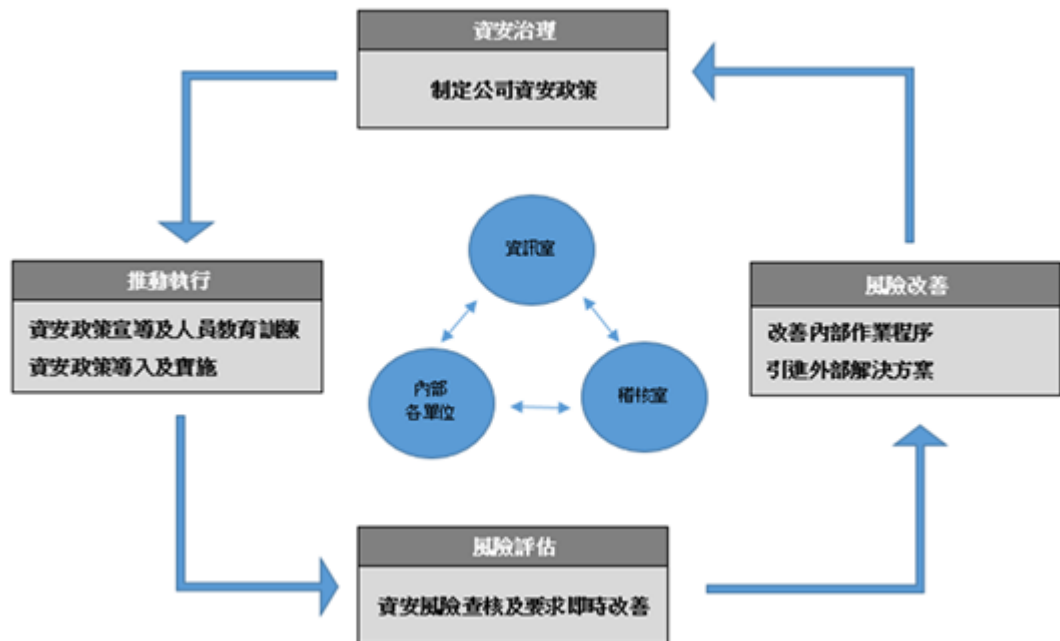 資安治理
制定公司資安政策
資訊室
推動執行
資安政策宣導及人員教育訓練
資安政策導入及實施
風險改善
改善內部作業程序
引進外部解決方案
內部
各單位
稽核室
風險評估
資安風險查核及要求即時改善